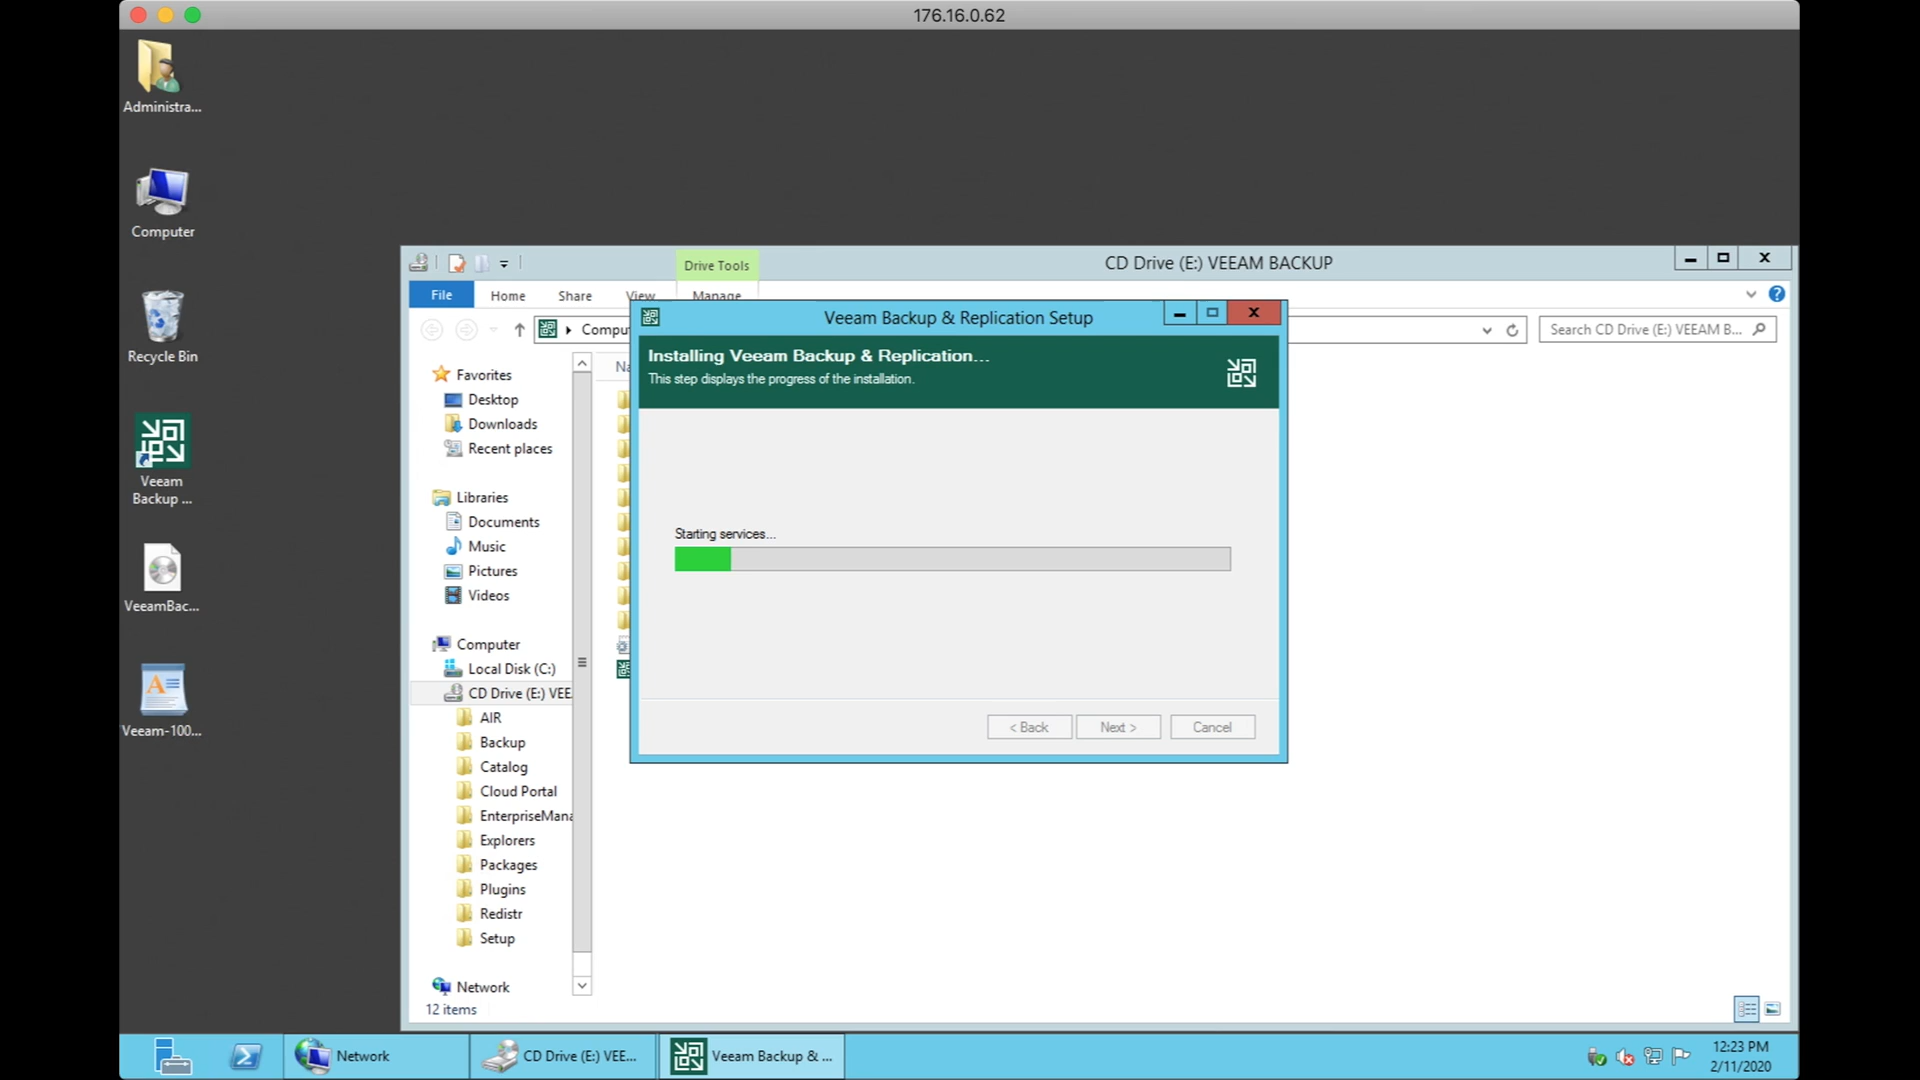 176.16.0.62
Administra...
Computer
Recycle Bin
Veeam
Backup ...
VeeamBac...
Veeam-100...
Drive Tools
CD Drive (E:) VEEAM BACKUP
File
Home
Share
View
Manage
Search CD Drive (E:) VEEAM B...
Favorites
Desktop
Downloads
Recent places
Libraries
Documents
Music
Pictures
Videos
Computer
Local Disk (C:)
CD Drive (E:) VEE
AIR
Backup
Catalog
Cloud Portal
EnterpriseMana
Explorers
Packages
Plugins
Redistr
Setup
Network
12 items
Veeam Backup & Replication Setup
Installing Veeam Backup & Replication...
This step displays the progress of the installation.
Starting services...
< Back
Next >
Cancel
Network
CD Drive (E:) VEE...
Veeam Backup & ...
12:23 PM
2/11/2020